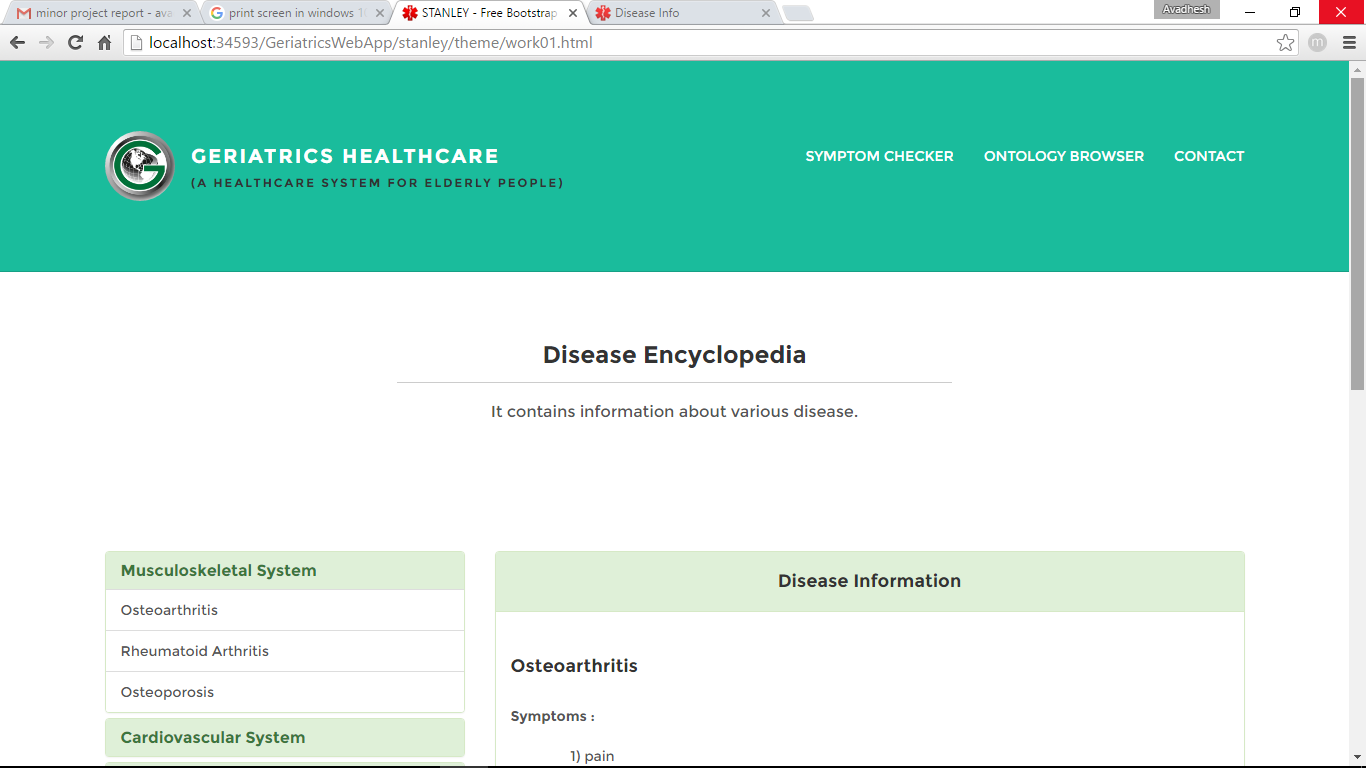 minor project report - ava
print screen in windows 1
STANLEY - Free Bootstrap
Disease Info
Avadhesh
localhost:34593/GeriatricsWebApp/stanley/theme/work01.html
m
G
GERIATRICS HEALTHCARE
(A HEALTHCARE SYSTEM FOR ELDERLY PEOPLE)
SYMPTOM CHECKER
ONTOLOGY BROWSER
CONTACT
Disease Encyclopedia
It contains information about various disease.
Musculoskeletal System
Osteoarthritis
Rheumatoid Arthritis
Osteoporosis
Cardiovascular System
Disease Information
Osteoarthritis
Symptoms :
1) pain